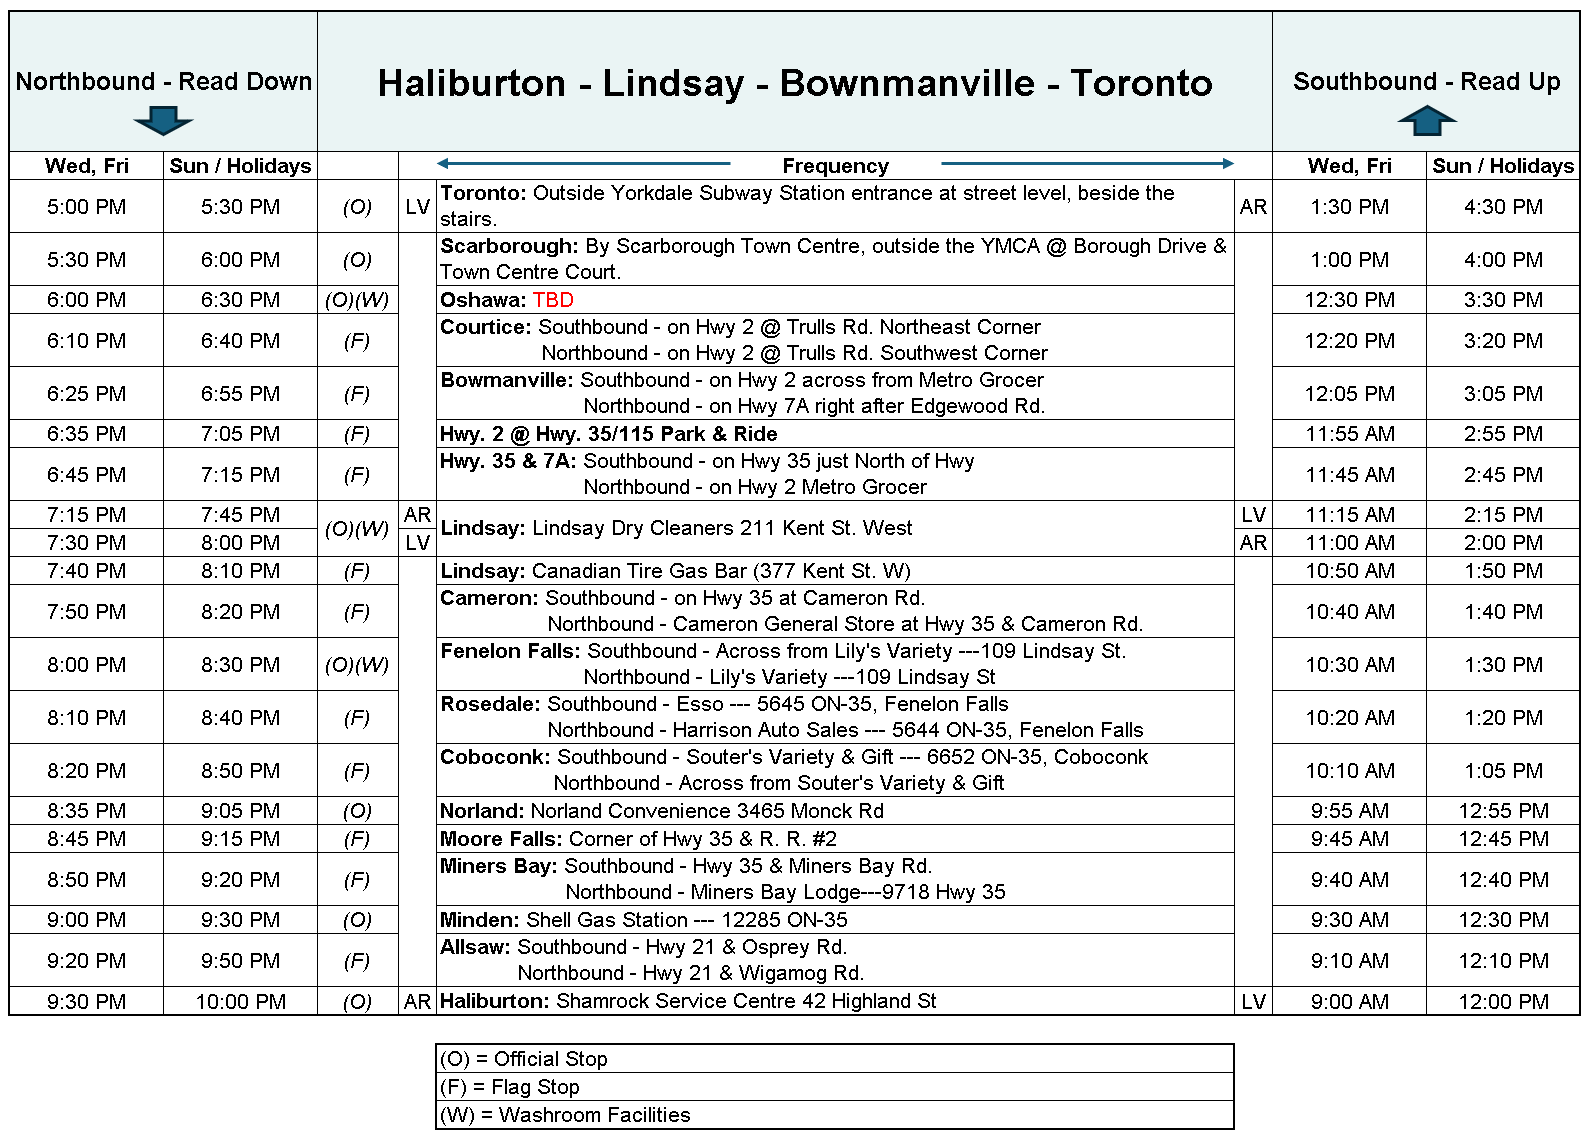 Northbound - Read Down
Haliburton - Lindsay - Bownmanville - Toronto
Southbound - Read Up
Wed, Fri Sun / Holidays Frequency Wed, Fri Sun / Holidays
5:00 PM 5:30 PM (O) LV Toronto: Outside Yorkdale Subway Station entrance at street level, beside the
stairs. AR 1:30 PM 4:30 PM
5:30 PM 6:00 PM (O) Scarborough: By Scarborough Town Centre, outside the YMCA @ Borough Drive &
Town Centre Court. 1:00 PM 4:00 PM
6:00 PM 6:30 PM (O)(W) Oshawa: TBD 12:30 PM 3:30 PM
6:10 PM 6:40 PM (F) Courtice: Southbound - on Hwy 2 @ Trulls Rd. Northeast Corner
Northbound - on Hwy 2 @ Trulls Rd. Southwest Corner 12:20 PM 3:20 PM
6:25 PM 6:55 PM (F) Bowmanville: Southbound - on Hwy 2 across from Metro Grocer
Northbound - on Hwy 7A right after Edgewood Rd. 12:05 PM 3:05 PM
6:35 PM 7:05 PM (F) Hwy. 2 @ Hwy. 35/115 Park & Ride 11:55 AM 2:55 PM
6:45 PM 7:15 PM (F) Hwy. 35 & 7A: Southbound - on Hwy 35 just North of Hwy
Northbound - on Hwy 2 Metro Grocer 11:45 AM 2:45 PM
7:15 PM 7:45 PM (O)(W) AR Lindsay: Lindsay Dry Cleaners 211 Kent St. West LV 11:15 AM 2:15 PM
7:30 PM 8:00 PM LV AR 11:00 AM 2:00 PM
7:40 PM 8:10 PM (F) Lindsay: Canadian Tire Gas Bar (377 Kent St. W) 10:50 AM 1:50 PM
7:50 PM 8:20 PM (F) Cameron: Southbound - on Hwy 35 at Cameron Rd.
Northbound - Cameron General Store at Hwy 35 & Cameron Rd. 10:40 AM 1:40 PM
8:00 PM 8:30 PM (O)(W) Fenelon Falls: Southbound - Across from Lily's Variety ---109 Lindsay St.
Northbound - Lily's Variety ---109 Lindsay St 10:30 AM 1:30 PM
8:10 PM 8:40 PM (F) Rosedale: Southbound - Esso --- 5645 ON-35, Fenelon Falls
Northbound - Harrison Auto Sales --- 5644 ON-35, Fenelon Falls 10:20 AM 1:20 PM
8:20 PM 8:50 PM (F) Coboconk: Southbound - Souter's Variety & Gift --- 6652 ON-35, Coboconk
Northbound - Across from Souter's Variety & Gift 10:10 AM 1:05 PM
8:35 PM 9:05 PM (O) Norland: Norland Convenience 3465 Monck Rd 9:55 AM 12:55 PM
8:45 PM 9:15 PM (F) Moore Falls: Corner of Hwy 35 & R. R. #2 9:45 AM 12:45 PM
8:50 PM 9:20 PM (F) Miners Bay: Southbound - Hwy 35 & Miners Bay Rd.
Northbound - Miners Bay Lodge---9718 Hwy 35 9:40 AM 12:40 PM
9:00 PM 9:30 PM (O) Minden: Shell Gas Station --- 12285 ON-35 9:30 AM 12:30 PM
9:20 PM 9:50 PM (F) Allsaw: Southbound - Hwy 21 & Osprey Rd.
Northbound - Hwy 21 & Wigamog Rd. 9:10 AM 12:10 PM
9:30 PM 10:00 PM (O) AR Haliburton: Shamrock Service Centre 42 Highland St LV 9:00 AM 12:00 PM
(O) = Official Stop
(F) = Flag Stop
(W) = Washroom Facilities